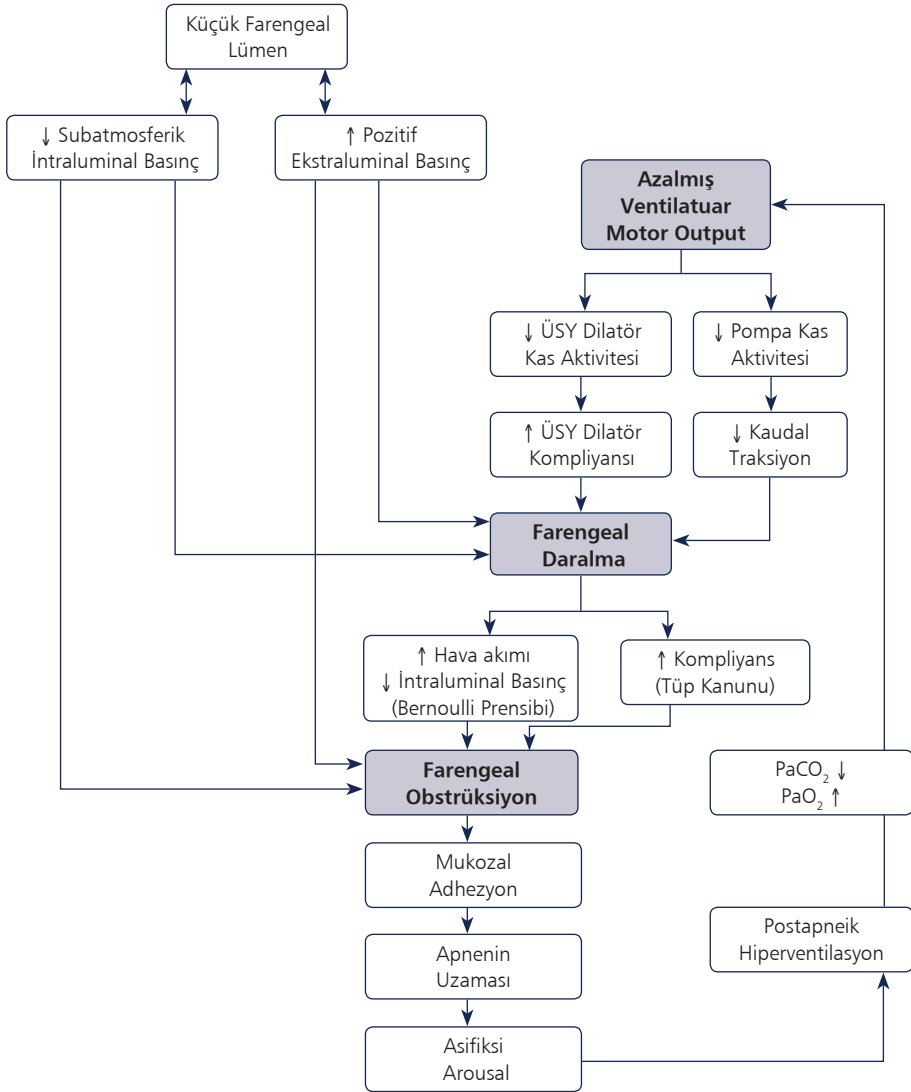 Küçük Farengeal
Lümen
↓ Subatmosferik
İntraluminal Basınç
↑ Pozitif
Ekstraluminal Basınç
Azalmış
Ventilatuar
Motor Output
↓ ÜSY Dilatör
Kas Aktivitesi
↓ Pompa Kas
Aktivitesi
↑ ÜSY Dilatör
Kompliyansı
↓ Kaudal
Traksiyon
Farengeal
Daralma
↑ Hava akımı
↓ İntraluminal Basınç
(Bernoulli Prensibi)
↑ Kompliyans
(Tüp Kanunu)
Farengeal
Obstrüksiyon
PaCO₂ ↓
PaO₂ ↑
Mukozal
Adhezyon
Apnenin
Uzaması
Postapneik
Hiperventilasyon
Asifiksi
Arousal